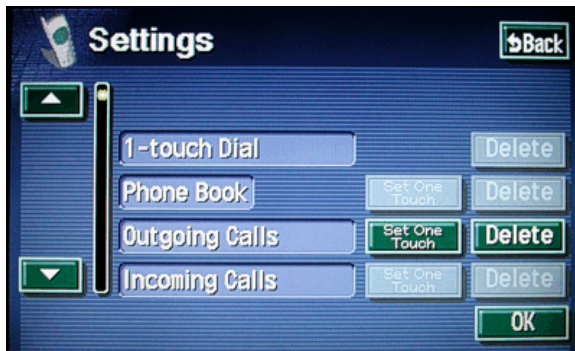 Settings
Back
1-touch Dial
Delete
Phone Book
Set One
Touch
Delete
Outgoing Calls
Set One
Touch
Delete
Incoming Calls
Set One
Touch
Delete
OK